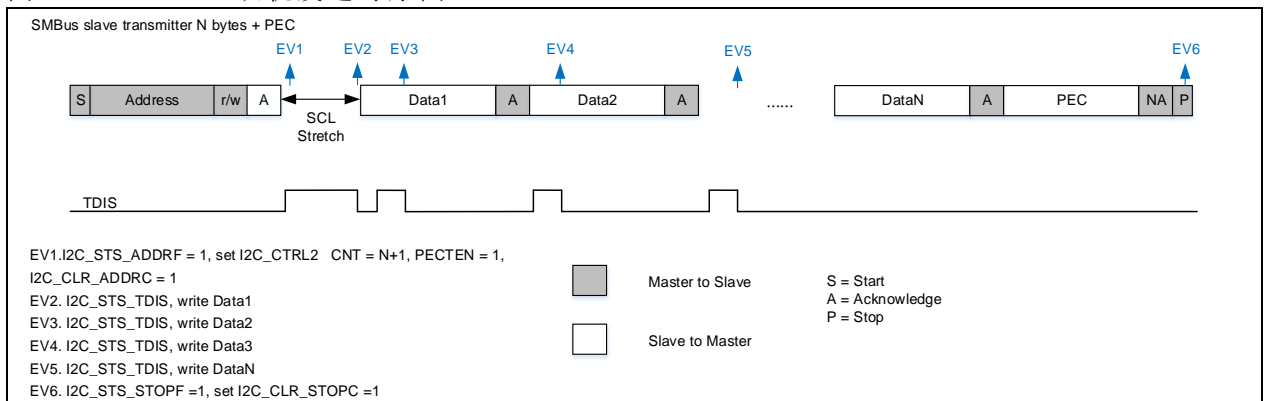 SMBus slave transmitter N bytes + PEC
EV1 EV2 EV3 EV4 EV5 EV6
S Address r/w A Data1 A Data2 A ...... DataN A PEC NA P
SCL
Stretch
TDIS
EV1.I2C_STS_ADDRF = 1, set I2C_CTRL2 CNT = N+1, PECTEN = 1,
I2C_CLR_ADDRC = 1
EV2. I2C_STS_TDIS, write Data1
EV3. I2C_STS_TDIS, write Data2
EV4. I2C_STS_TDIS, write Data3
EV5. I2C_STS_TDIS, write DataN
EV6. I2C_STS_STOPF =1, set I2C_CLR_STOPC =1
Master to Slave
Slave to Master
S = Start
A = Acknowledge
P = Stop